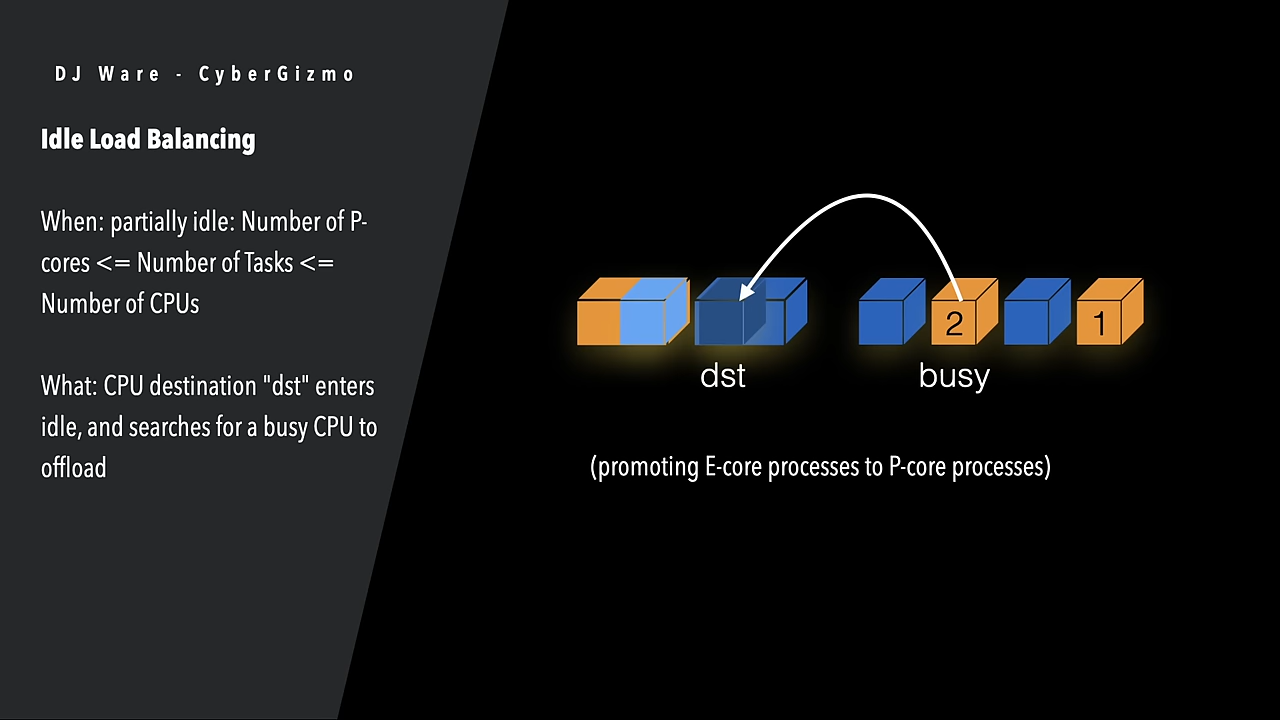 DJ Ware - CyberGizmo
Idle Load Balancing
When: partially idle: Number of P-
cores <= Number of Tasks <=
Number of CPUs
What: CPU destination "dst" enters
idle, and searches for a busy CPU to
offload
2
1
dst
busy
(promoting E-core processes to P-core processes)